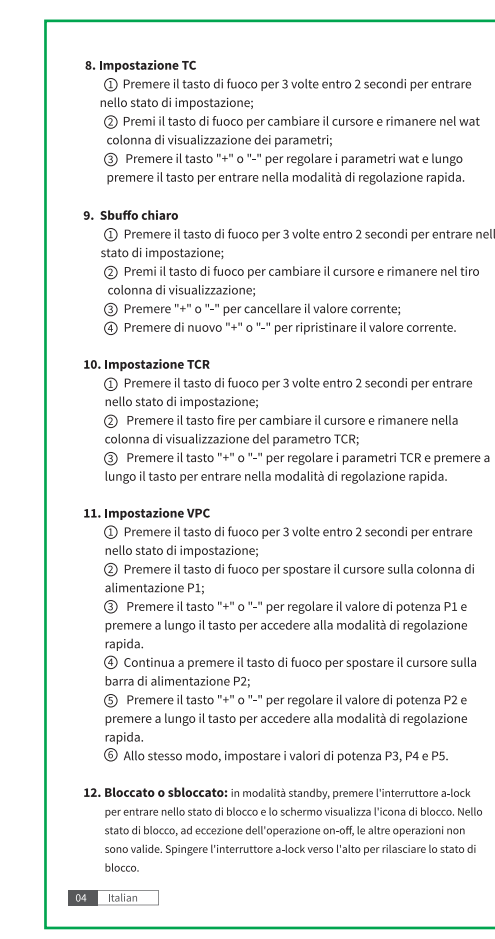 8. Impostazione TC
① Premere il tasto di fuoco per 3 volte entro 2 secondi per entrare
nello stato di impostazione;
② Premi il tasto di fuoco per cambiare il cursore e rimanere nel wat
colonna di visualizzazione dei parametri;
③ Premere il tasto "+" o "-" per regolare i parametri wat e lungo
premere il tasto per entrare nella modalità di regolazione rapida.
9. Sbuffo chiaro
① Premere il tasto di fuoco per 3 volte entro 2 secondi per entrare nell
stato di impostazione;
② Premi il tasto di fuoco per cambiare il cursore e rimanere nel tiro
colonna di visualizzazione;
③ Premere "+" o "-" per cancellare il valore corrente;
④ Premere di nuovo "+" o "-" per ripristinare il valore corrente.
10. Impostazione TCR
① Premere il tasto di fuoco per 3 volte entro 2 secondi per entrare
nello stato di impostazione;
② Premere il tasto fire per cambiare il cursore e rimanere nella
colonna di visualizzazione del parametro TCR;
③ Premere il tasto "+" o "-" per regolare i parametri TCR e premere a
lungo il tasto per entrare nella modalità di regolazione rapida.
11. Impostazione VPC
① Premere il tasto di fuoco per 3 volte entro 2 secondi per entrare
nello stato di impostazione;
② Premere il tasto di fuoco per spostare il cursore sulla colonna di
alimentazione P1;
③ Premere il tasto "+" o "-" per regolare il valore di potenza P1 e
premere a lungo il tasto per accedere alla modalità di regolazione
rapida.
④ Continua a premere il tasto di fuoco per spostare il cursore sulla
barra di alimentazione P2;
⑤ Premere il tasto "+" o "-" per regolare il valore di potenza P2 e
premere a lungo il tasto per accedere alla modalità di regolazione
rapida.
⑥ Allo stesso modo, impostare i valori di potenza P3, P4 e P5.
12. Bloccato o sbloccato: in modalità standby, premere l'interruttore a-lock
per entrare nello stato di blocco e lo schermo visualizza l'icona di blocco. Nello
stato di blocco, ad eccezione dell'operazione on-off, le altre operazioni non
sono valide. Spingere l'interruttore a-lock verso l'alto per rilasciare lo stato di
blocco.
04 Italian